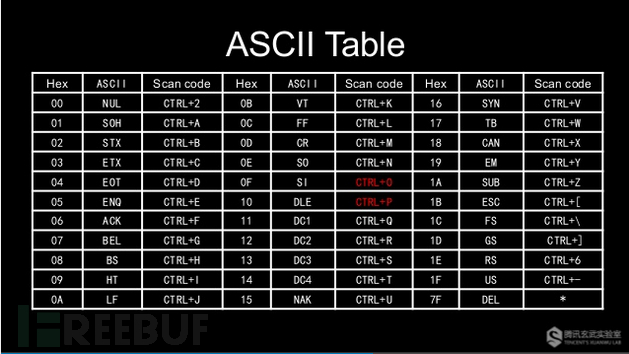 ASCII Table
Hex ASCII Scan code Hex ASCII Scan code Hex ASCII Scan code
00 NUL CTRL+2 0B VT CTRL+K 16 SYN CTRL+V
01 SOH CTRL+A 0C FF CTRL+L 17 TB CTRL+W
02 STX CTRL+B 0D CR CTRL+M 18 CAN CTRL+X
03 ETX CTRL+C 0E SO CTRL+N 19 EM CTRL+Y
04 EOT CTRL+D 0F SI CTRL+O 1A SUB CTRL+Z
05 ENQ CTRL+E 10 DLE CTRL+P 1B ESC CTRL+[
06 ACK CTRL+F 11 DC1 CTRL+Q 1C FS CTRL+\
07 BEL CTRL+G 12 DC2 CTRL+R 1D GS CTRL+]
08 BS CTRL+H 13 DC3 CTRL+S 1E RS CTRL+6
09 HT CTRL+I 14 DC4 CTRL+T 1F US CTRL+-
0A LF CTRL+J 15 NAK CTRL+U 7F DEL *
FREEBUF
腾讯玄武实验室
TENCENT'S XUANWU LAB